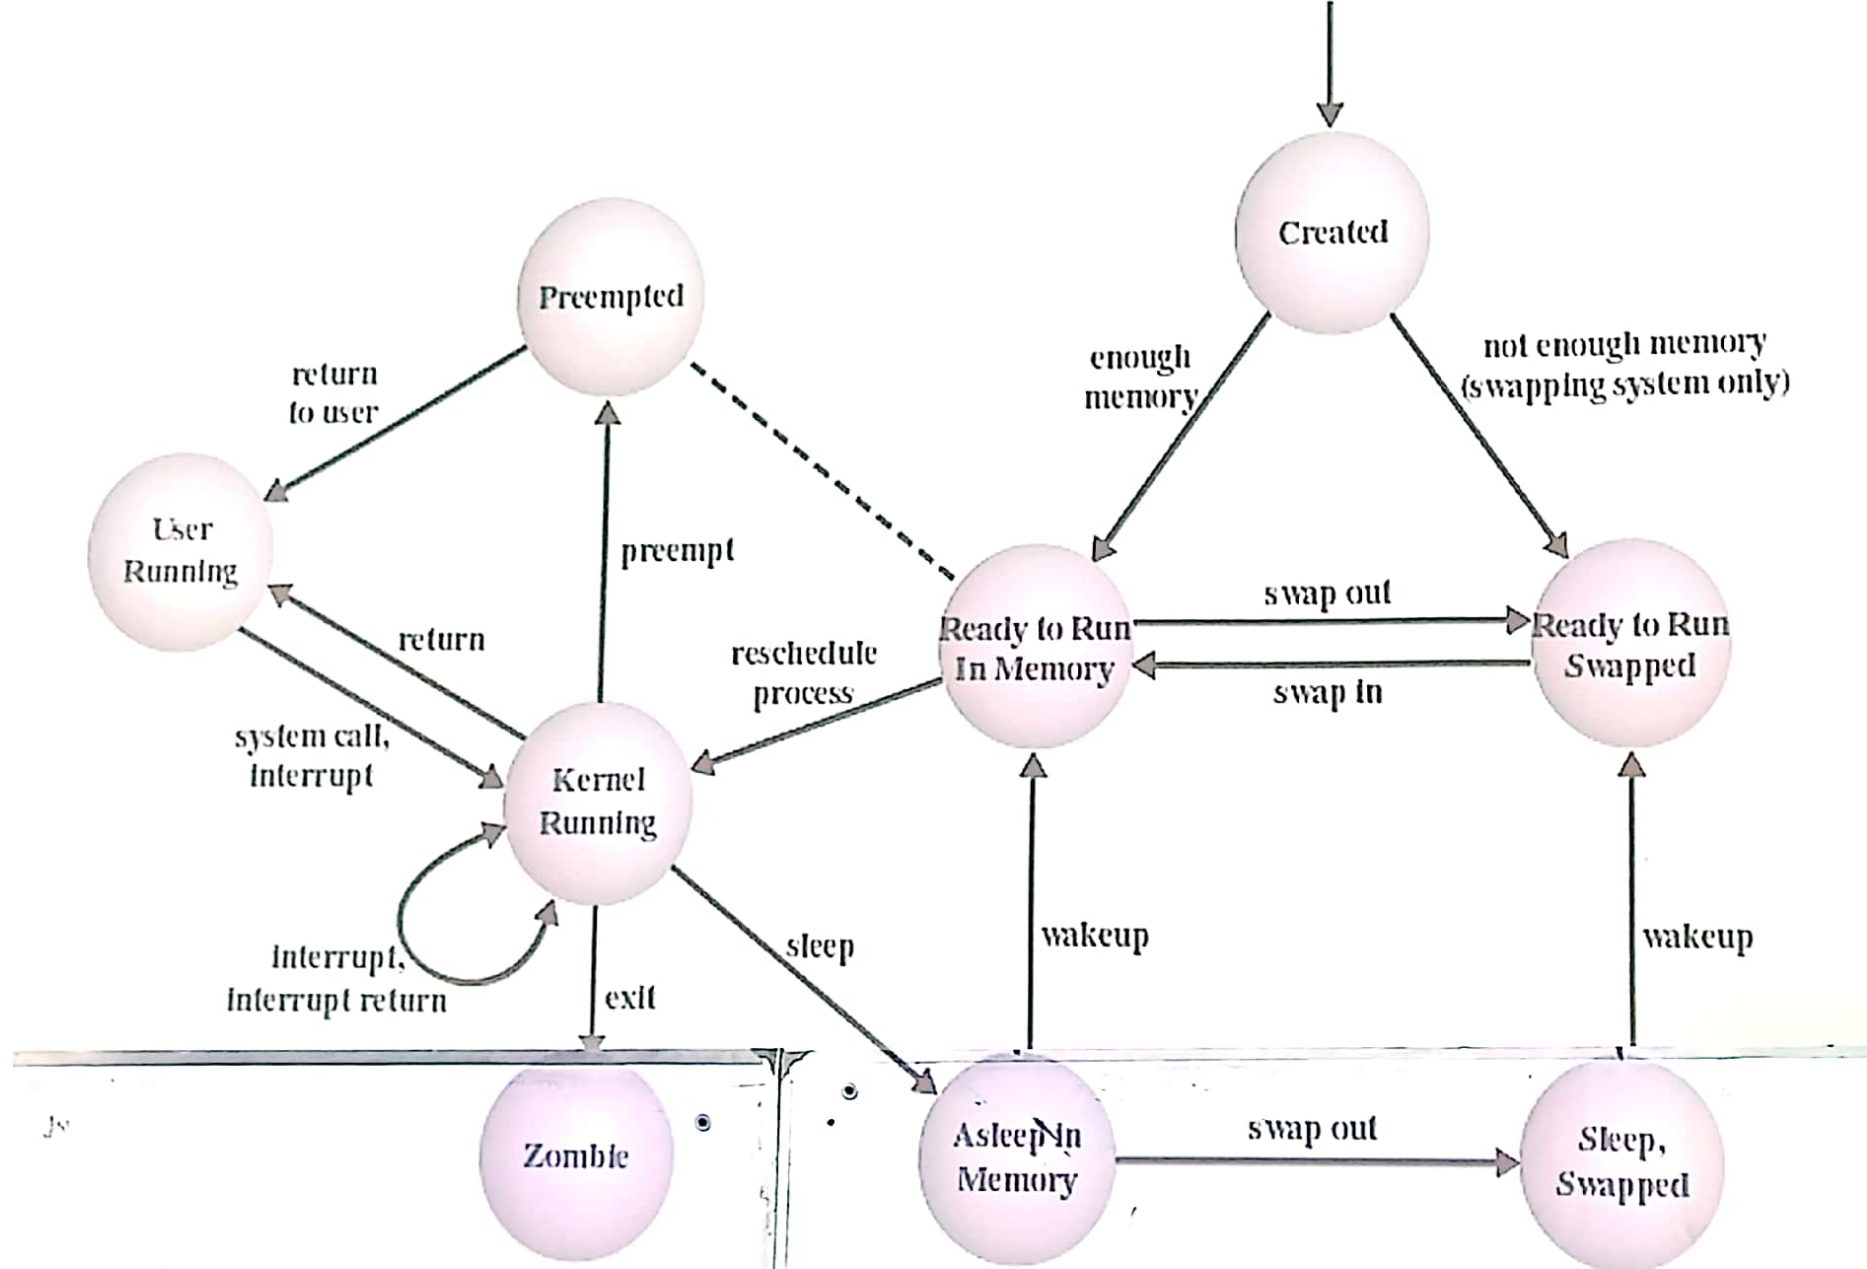 Created
Preempted
not enough memory
(swapping system only)
enough
memory
return
to user
User
Running
preempt
swap out
Ready to Run
In Memory
Ready to Run
Swapped
return
reschedule
process
swap in
system call,
interrupt
Kernel
Running
sleep
wakeup
wakeup
interrupt,
interrupt return
exit
Zombie
Asleep in
Memory
swap out
Sleep,
Swapped